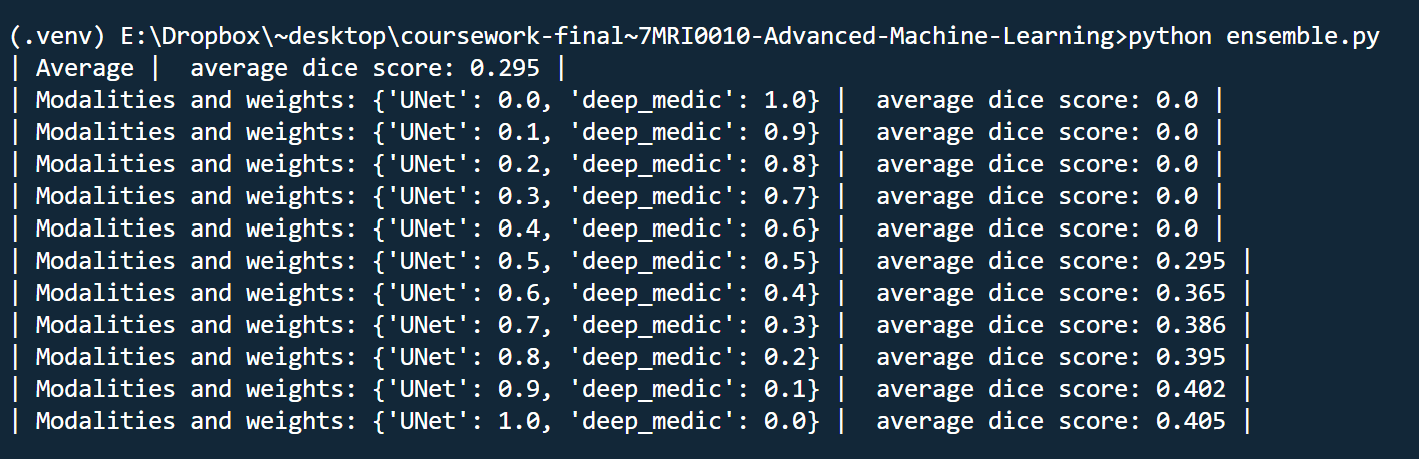 (.venv) E:\Dropbox\~desktop\coursework-final~7MRI0010-Advanced-Machine-Learning>python ensemble.py
| Average |  average dice score: 0.295 |
| Modalities and weights: {'UNet': 0.0, 'deep_medic': 1.0} |  average dice score: 0.0 |
| Modalities and weights: {'UNet': 0.1, 'deep_medic': 0.9} |  average dice score: 0.0 |
| Modalities and weights: {'UNet': 0.2, 'deep_medic': 0.8} |  average dice score: 0.0 |
| Modalities and weights: {'UNet': 0.3, 'deep_medic': 0.7} |  average dice score: 0.0 |
| Modalities and weights: {'UNet': 0.4, 'deep_medic': 0.6} |  average dice score: 0.0 |
| Modalities and weights: {'UNet': 0.5, 'deep_medic': 0.5} |  average dice score: 0.295 |
| Modalities and weights: {'UNet': 0.6, 'deep_medic': 0.4} |  average dice score: 0.365 |
| Modalities and weights: {'UNet': 0.7, 'deep_medic': 0.3} |  average dice score: 0.386 |
| Modalities and weights: {'UNet': 0.8, 'deep_medic': 0.2} |  average dice score: 0.395 |
| Modalities and weights: {'UNet': 0.9, 'deep_medic': 0.1} |  average dice score: 0.402 |
| Modalities and weights: {'UNet': 1.0, 'deep_medic': 0.0} |  average dice score: 0.405 |